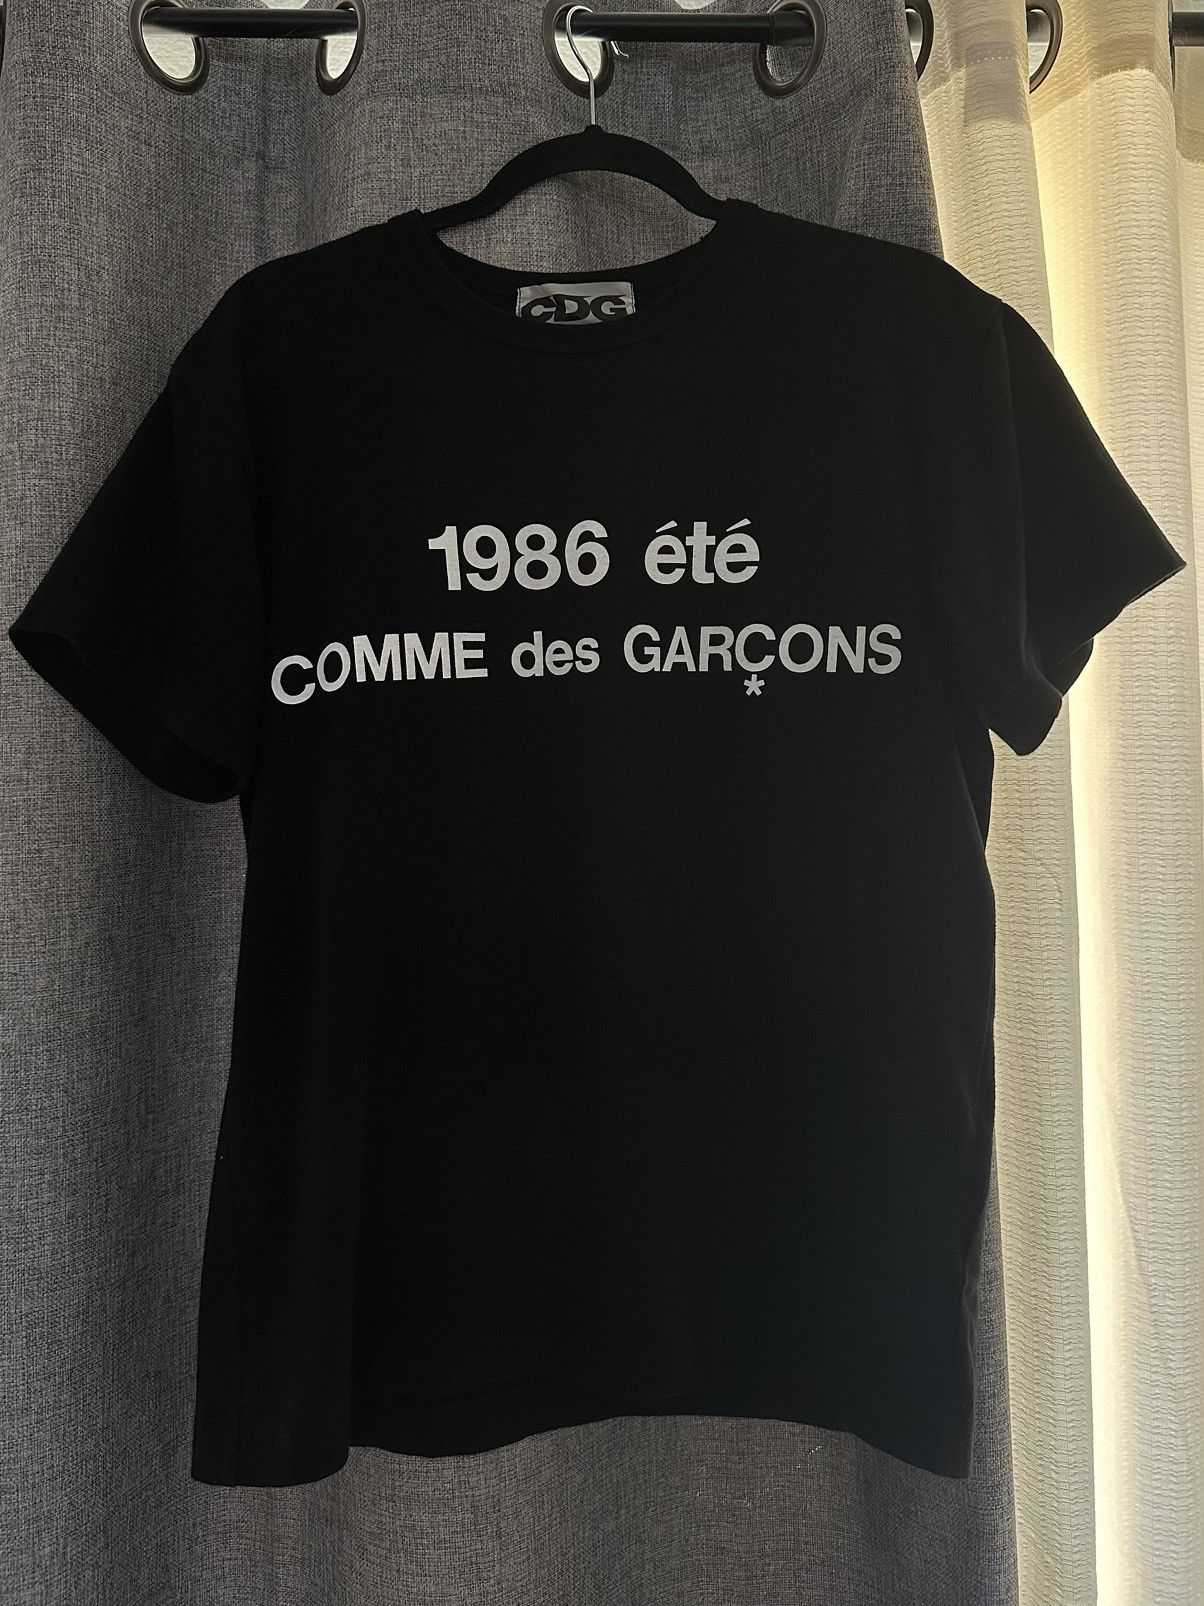 CDG
1986 été
COMME des GARÇONS
*